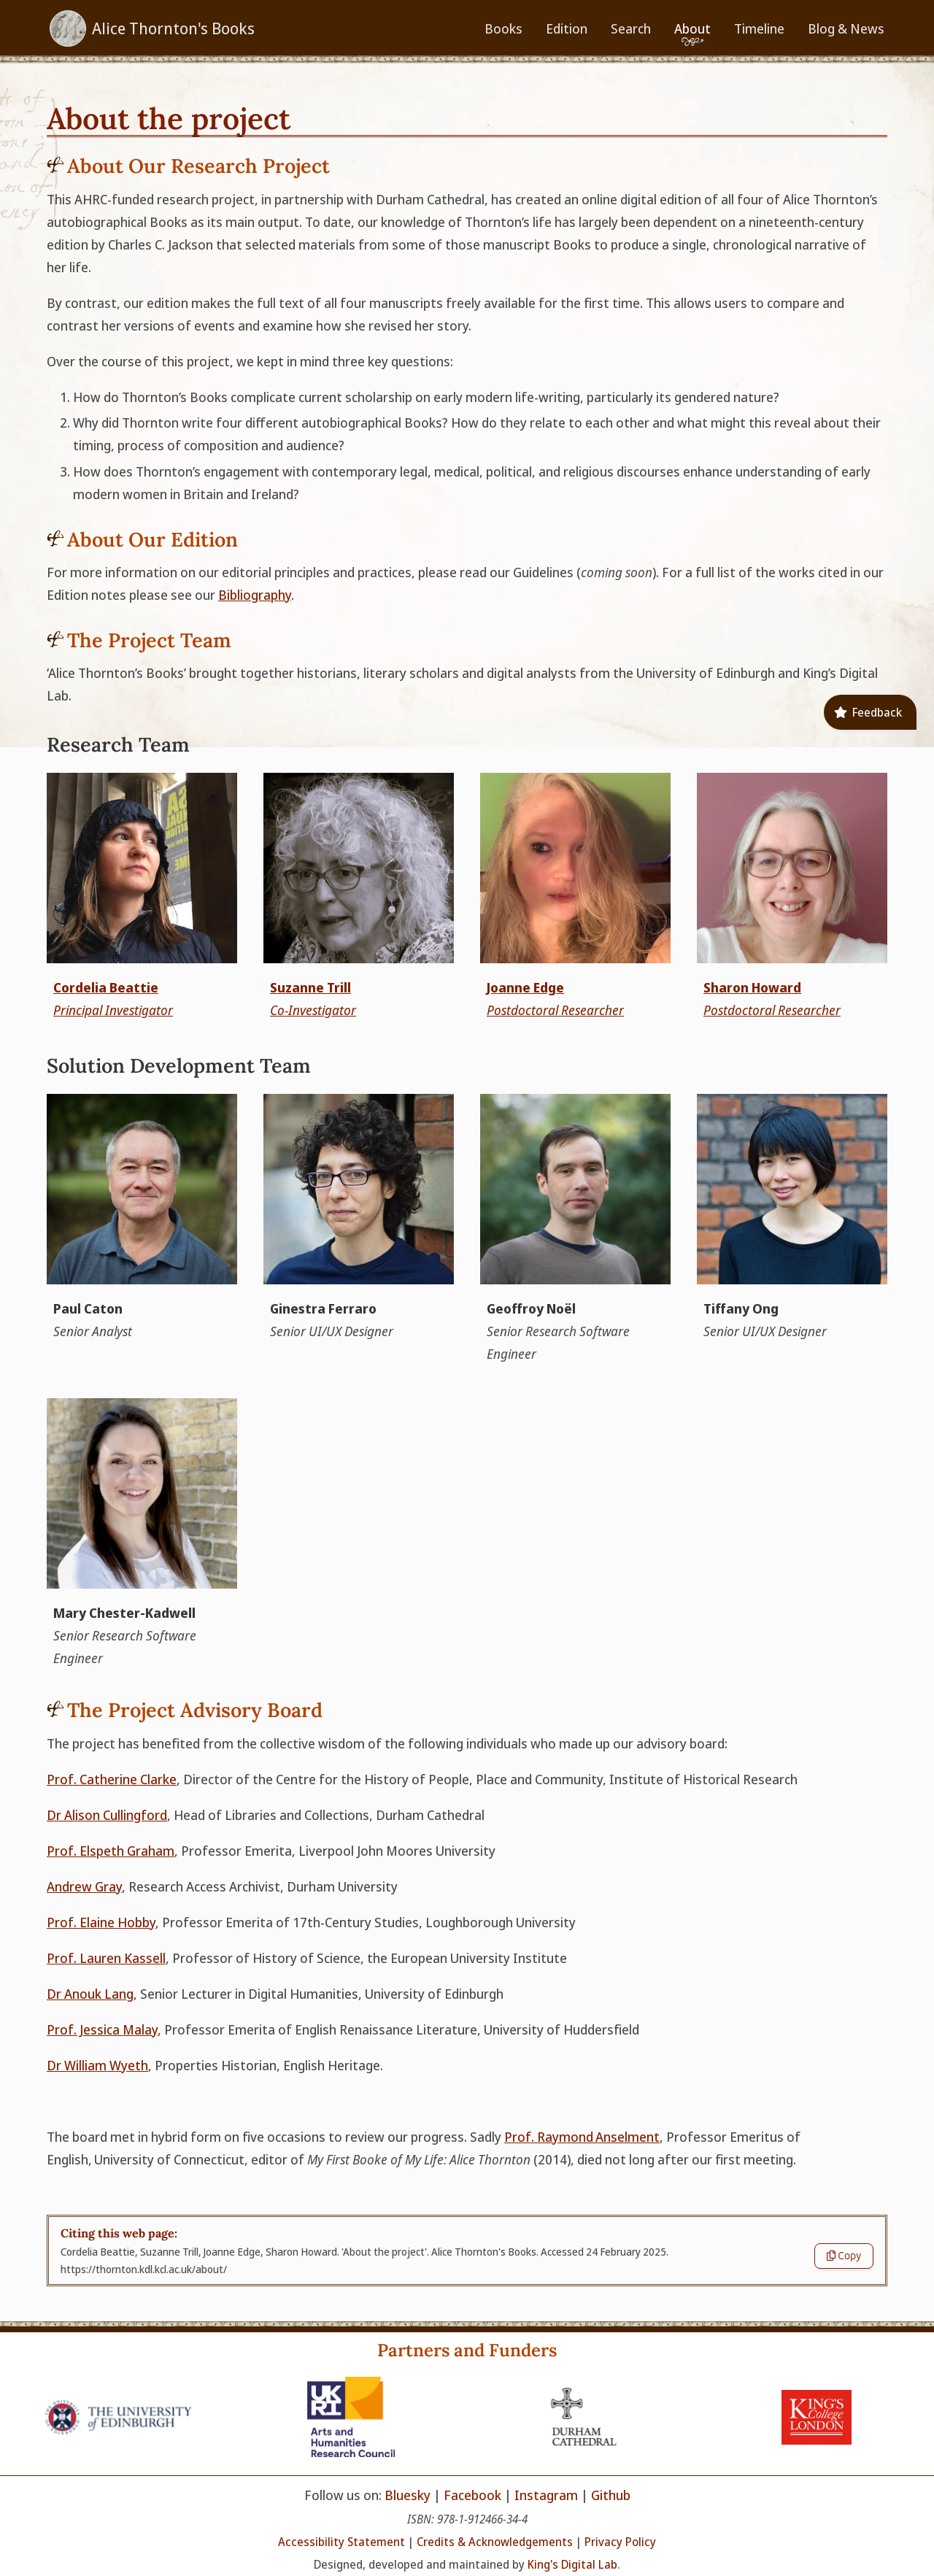 Alice Thornton's Books
Books Edition Search About Timeline Blog & News
About the project
About Our Research Project
This AHRC-funded research project, in partnership with Durham Cathedral, has created an online digital edition of all four of Alice Thornton’s
autobiographical Books as its main output. To date, our knowledge of Thornton’s life has largely been dependent on a nineteenth-century
edition by Charles C. Jackson that selected materials from some of those manuscript Books to produce a single, chronological narrative of
her life.
By contrast, our edition makes the full text of all four manuscripts freely available for the first time. This allows users to compare and
contrast her versions of events and examine how she revised her story.
Over the course of this project, we kept in mind three key questions:
1. How do Thornton’s Books complicate current scholarship on early modern life-writing, particularly its gendered nature?
2. Why did Thornton write four different autobiographical Books? How do they relate to each other and what might this reveal about their
timing, process of composition and audience?
3. How does Thornton’s engagement with contemporary legal, medical, political, and religious discourses enhance understanding of early
modern women in Britain and Ireland?
About Our Edition
For more information on our editorial principles and practices, please read our Guidelines (coming soon). For a full list of the works cited in our
Edition notes please see our Bibliography.
The Project Team
‘Alice Thornton’s Books’ brought together historians, literary scholars and digital analysts from the University of Edinburgh and King’s Digital
Lab.
Feedback
Research Team
Cordelia Beattie
Principal Investigator
Suzanne Trill
Co-Investigator
Joanne Edge
Postdoctoral Researcher
Sharon Howard
Postdoctoral Researcher
Solution Development Team
Paul Caton
Senior Analyst
Ginestra Ferraro
Senior UI/UX Designer
Geoffroy Noël
Senior Research Software
Engineer
Tiffany Ong
Senior UI/UX Designer
Mary Chester-Kadwell
Senior Research Software
Engineer
The Project Advisory Board
The project has benefited from the collective wisdom of the following individuals who made up our advisory board:
Prof. Catherine Clarke, Director of the Centre for the History of People, Place and Community, Institute of Historical Research
Dr Alison Cullingford, Head of Libraries and Collections, Durham Cathedral
Prof. Elspeth Graham, Professor Emerita, Liverpool John Moores University
Andrew Gray, Research Access Archivist, Durham University
Prof. Elaine Hobby, Professor Emerita of 17th-Century Studies, Loughborough University
Prof. Lauren Kassell, Professor of History of Science, the European University Institute
Dr Anouk Lang, Senior Lecturer in Digital Humanities, University of Edinburgh
Prof. Jessica Malay, Professor Emerita of English Renaissance Literature, University of Huddersfield
Dr William Wyeth, Properties Historian, English Heritage.
The board met in hybrid form on five occasions to review our progress. Sadly Prof. Raymond Anselment, Professor Emeritus of
English, University of Connecticut, editor of My First Booke of My Life: Alice Thornton (2014), died not long after our first meeting.
Citing this web page:
Cordelia Beattie, Suzanne Trill, Joanne Edge, Sharon Howard. 'About the project'. Alice Thornton's Books. Accessed 24 February 2025.
https://thornton.kdl.kcl.ac.uk/about/
Copy
Partners and Funders
THE UNIVERSITY
of EDINBURGH
UK
RI
Arts and
Humanities
Research Council
DURHAM
CATHEDRAL
KING'S
College
LONDON
Follow us on: Bluesky | Facebook | Instagram | Github
ISBN: 978-1-912466-34-4
Accessibility Statement | Credits & Acknowledgements | Privacy Policy
Designed, developed and maintained by King's Digital Lab.